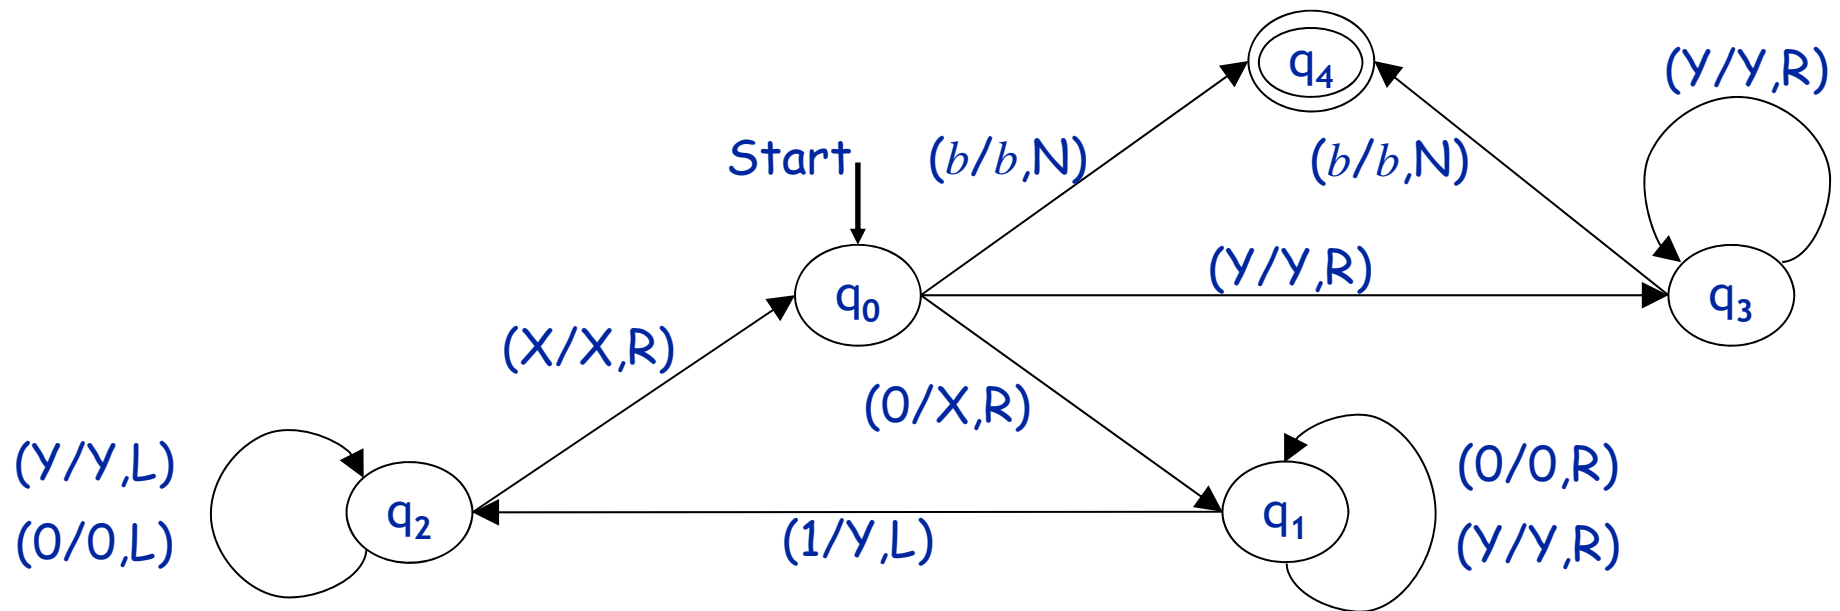 q4
(Y/Y,R)
Start
(b/b,N)
(b/b,N)
(Y/Y,R)
q0
q3
(X/X,R)
(0/X,R)
(Y/Y,L)
(0/0,L)
q2
(1/Y,L)
q1
(0/0,R)
(Y/Y,R)